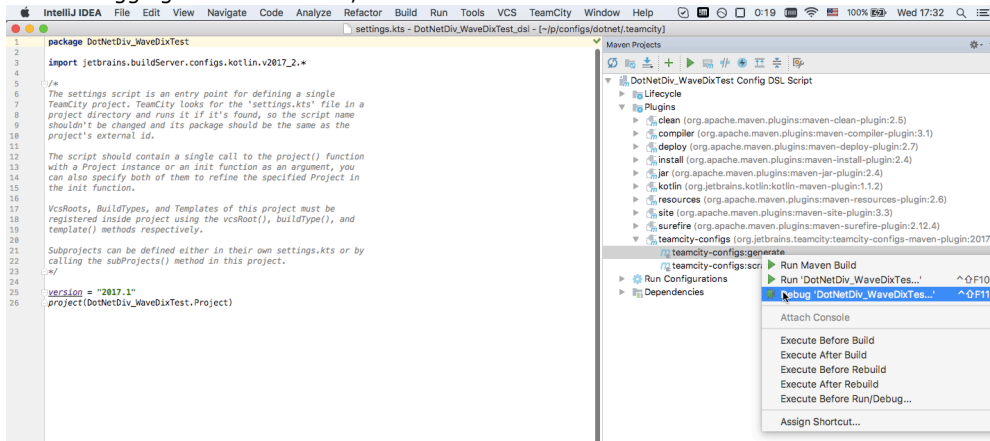 IntelliJ IDEA File Edit View Navigate Code Analyze Refactor Build Run Tools VCS TeamCity Window Help 0:19 100% Wed 17:32
settings.kts - DotNetDiv_WaveDixTest_dsl - [~/p/configs/dotnet/.teamcity]
1 package DotNetDiv_WaveDixTest
2
3 import jetbrains.buildServer.configs.kotlin.v2017_2.*
4
5 /*
6 The settings script is an entry point for defining a single
7 TeamCity project. TeamCity looks for the 'settings.kts' file in a
8 project directory and runs it if it's found, so the script name
9 shouldn't be changed and its package should be the same as the
10 project's external id.
11
12 The script should contain a single call to the project() function
13 with a Project instance or an init function as an argument, you
14 can also specify both of them to refine the specified Project in
15 the init function.
16
17 VcsRoots, BuildTypes, and Templates of this project must be
18 registered inside project using the vcsRoot(), buildType(), and
19 template() methods respectively.
20
21 Subprojects can be defined either in their own settings.kts or by
22 calling the subProjects() method in this project.
23 */
24
25 version = "2017.1"
26 project(DotNetDiv_WaveDixTest.Project)
Maven Projects
DotNetDiv_WaveDixTest Config DSL Script
Lifecycle
Plugins
clean (org.apache.maven.plugins:maven-clean-plugin:2.5)
compiler (org.apache.maven.plugins:maven-compiler-plugin:3.1)
deploy (org.apache.maven.plugins:maven-deploy-plugin:2.7)
install (org.apache.maven.plugins:maven-install-plugin:2.4)
jar (org.apache.maven.plugins:maven-jar-plugin:2.4)
kotlin (org.jetbrains.kotlin:kotlin-maven-plugin:1.1.2)
resources (org.apache.maven.plugins:maven-resources-plugin:2.6)
site (org.apache.maven.plugins:maven-site-plugin:3.3)
surefire (org.apache.maven.plugins:maven-surefire-plugin:2.12.4)
teamcity-configs (org.jetbrains.teamcity:teamcity-configs-maven-plugin:2017
teamcity-configs:generate
teamcity-configs:scr
Run Configurations
Dependencies
Run Maven Build
Run 'DotNetDiv_WaveDixTes...' ^⇧F10
Debug 'DotNetDiv_WaveDixTes...' ^⇧F11
Attach Console
Execute Before Build
Execute After Build
Execute Before Rebuild
Execute After Rebuild
Execute Before Run/Debug...
Assign Shortcut...